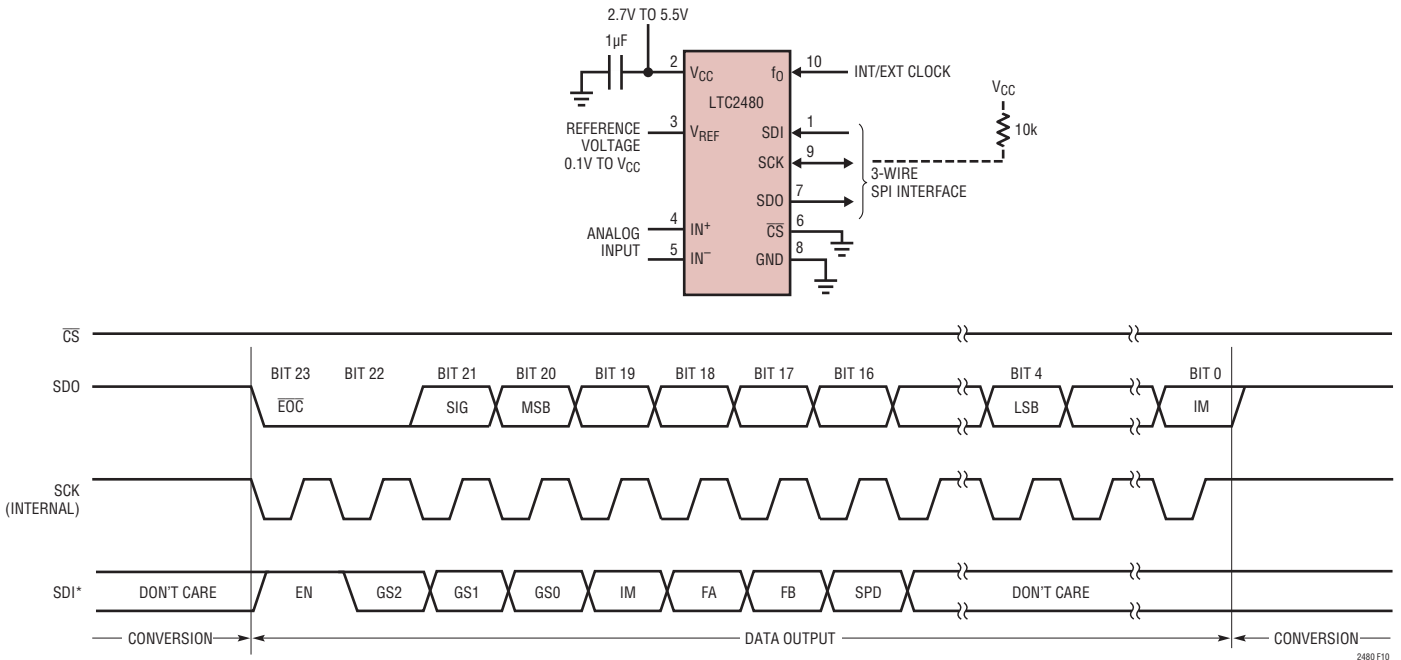 2.7V TO 5.5V
1µF
2
VCC
fO
10
INT/EXT CLOCK
LTC2480
VCC
10k
REFERENCE
VOLTAGE
0.1V TO VCC
3
VREF
SDI
1
SCK
9
3-WIRE
SPI INTERFACE
SDO
7
ANALOG
INPUT
4
IN+
CS
6
5
IN–
GND
8
CS
BIT 23 BIT 22 BIT 21 BIT 20 BIT 19 BIT 18 BIT 17 BIT 16 BIT 4 BIT 0
SDO
EOC SIG MSB LSB IM
SCK
(INTERNAL)
SDI* DON'T CARE EN GS2 GS1 GS0 IM FA FB SPD DON'T CARE
CONVERSION DATA OUTPUT CONVERSION
2480 F10